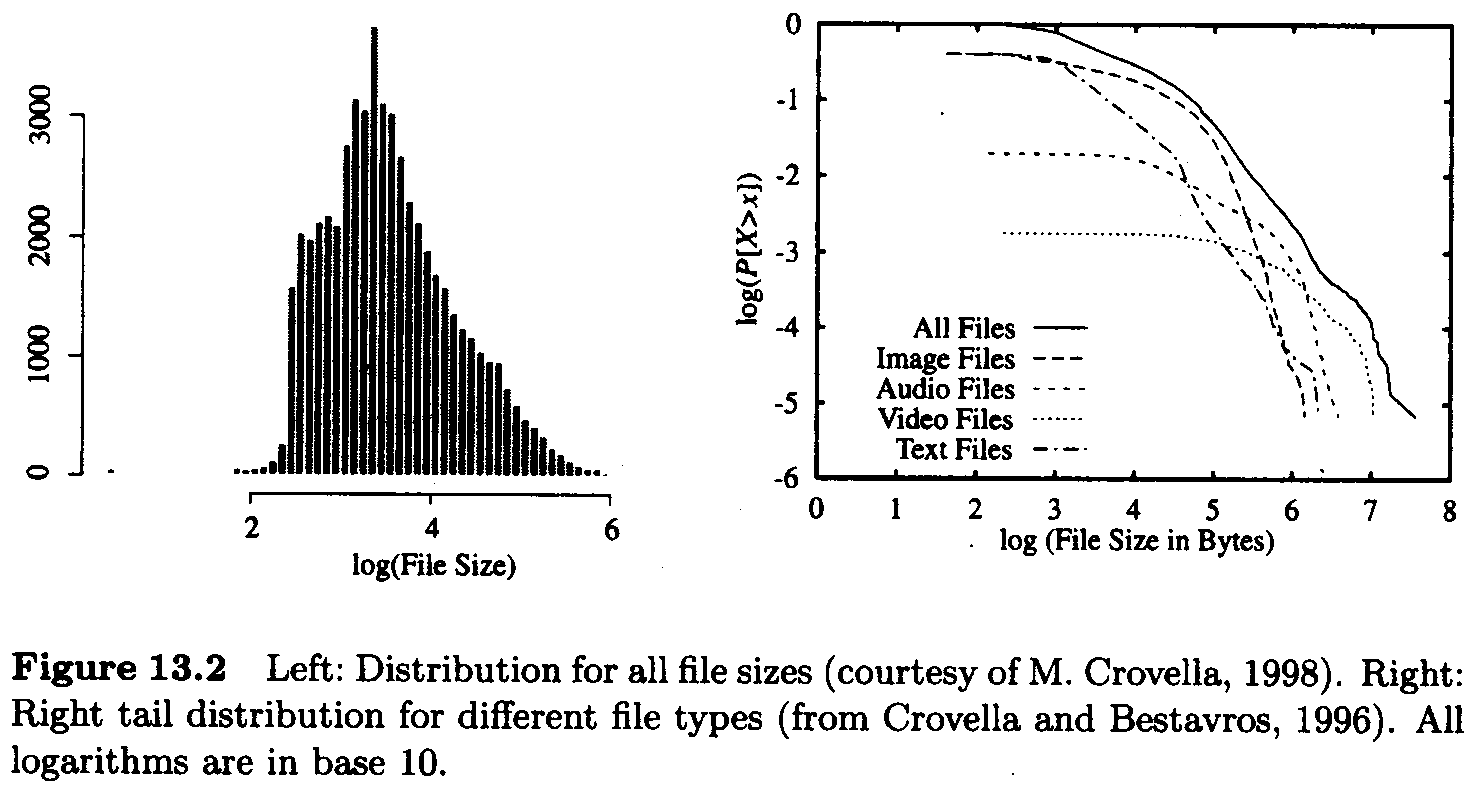 3000
2000
1000
0
2 4 6
log(File Size)
0
-1
-2
-3
-4
-5
-6
log(P[X>x])
All Files
Image Files
Audio Files
Video Files
Text Files
0 1 2 3 4 5 6 7 8
log (File Size in Bytes)
Figure 13.2 Left: Distribution for all file sizes (courtesy of M. Crovella, 1998). Right:
Right tail distribution for different file types (from Crovella and Bestavros, 1996). All
logarithms are in base 10.